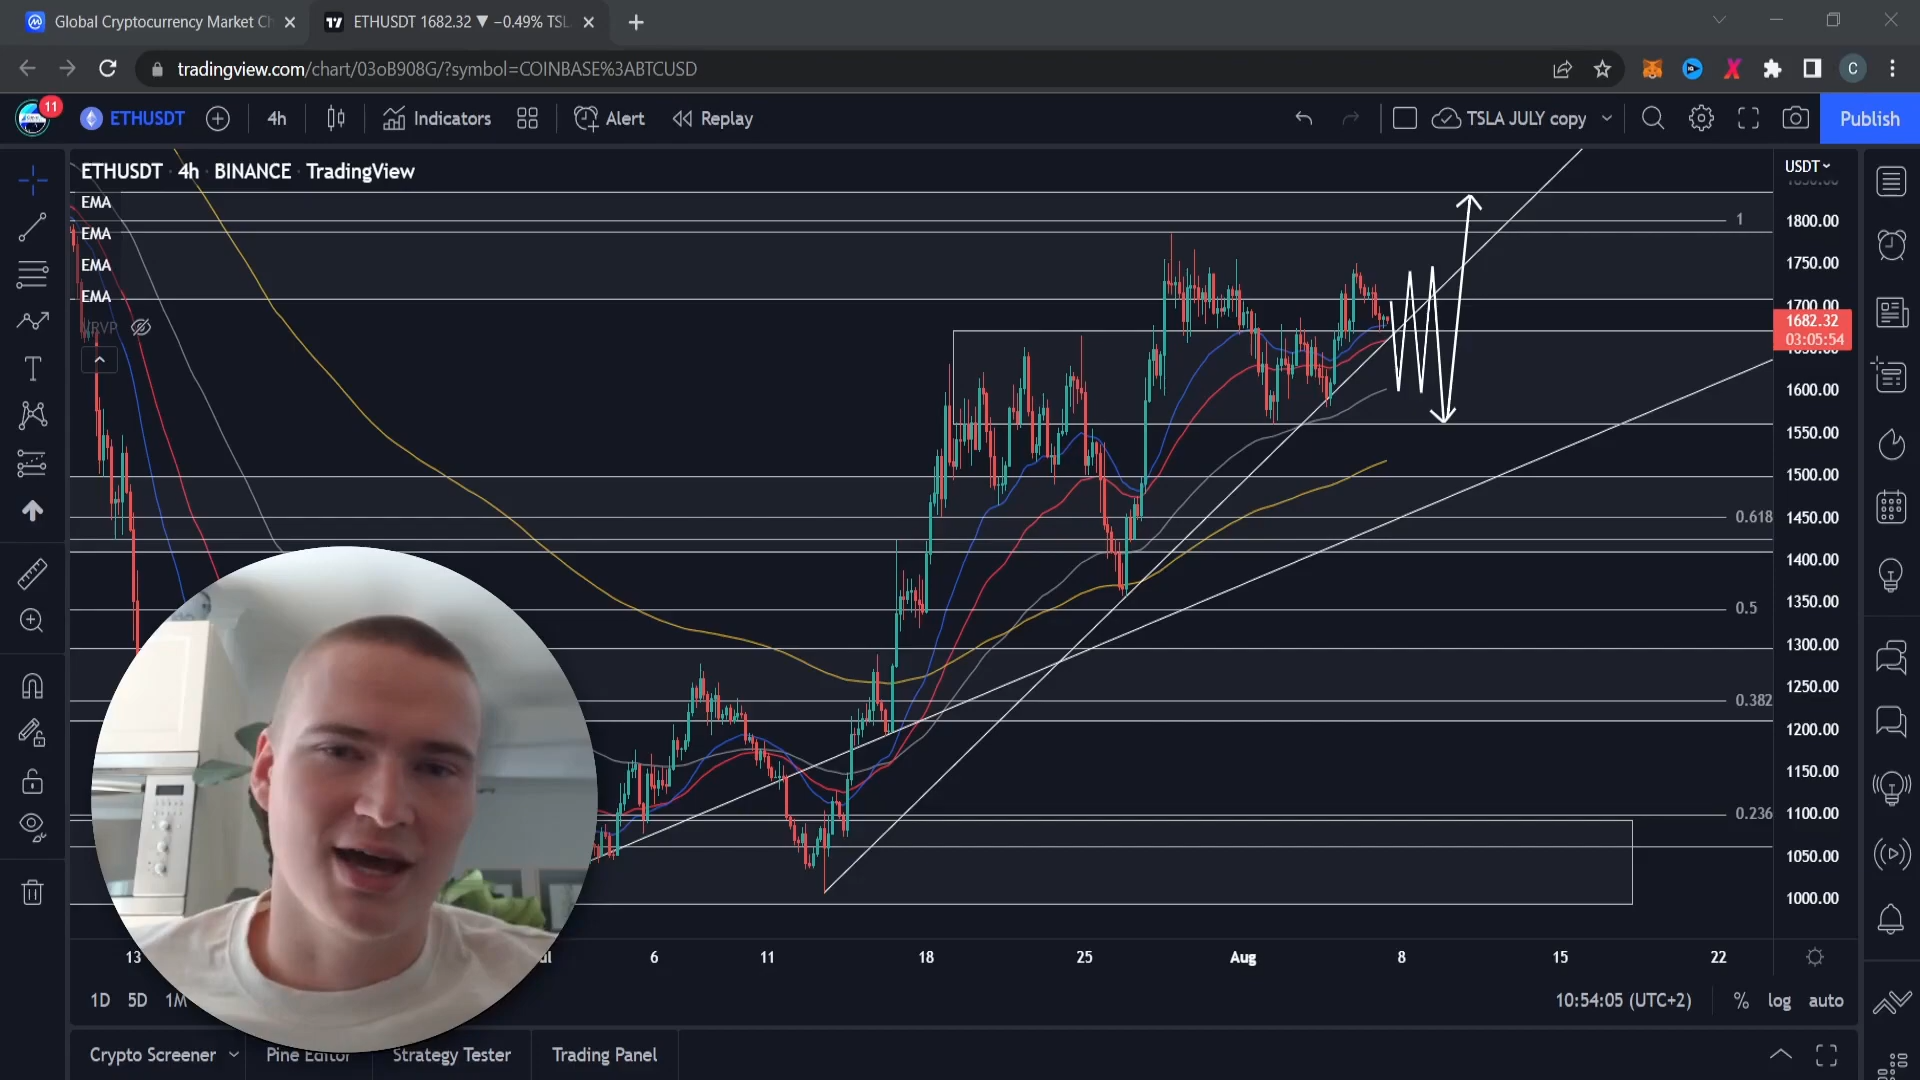 Global Cryptocurrency Market Ch
ETHUSDT 1682.32 ▼ −0.49% TSL
tradingview.com/chart/03oB908G/?symbol=COINBASE%3ABTCUSD
C
11
ETHUSDT
4h
Indicators
Alert
Replay
TSLA JULY copy
Publish
ETHUSDT · 4h · BINANCE · TradingView
USDT
EMA
EMA
EMA
EMA
VRVP
1
0.618
0.5
0.382
0.236
1800.00
1750.00
1700.00
1682.32
03:05:54
1600.00
1550.00
1500.00
1450.00
1400.00
1350.00
1300.00
1250.00
1200.00
1150.00
1100.00
1050.00
1000.00
13
6
11
18
25
Aug
8
15
22
1D 5D 1M
10:54:05 (UTC+2)
% log auto
Crypto Screener
Pine Editor
Strategy Tester
Trading Panel